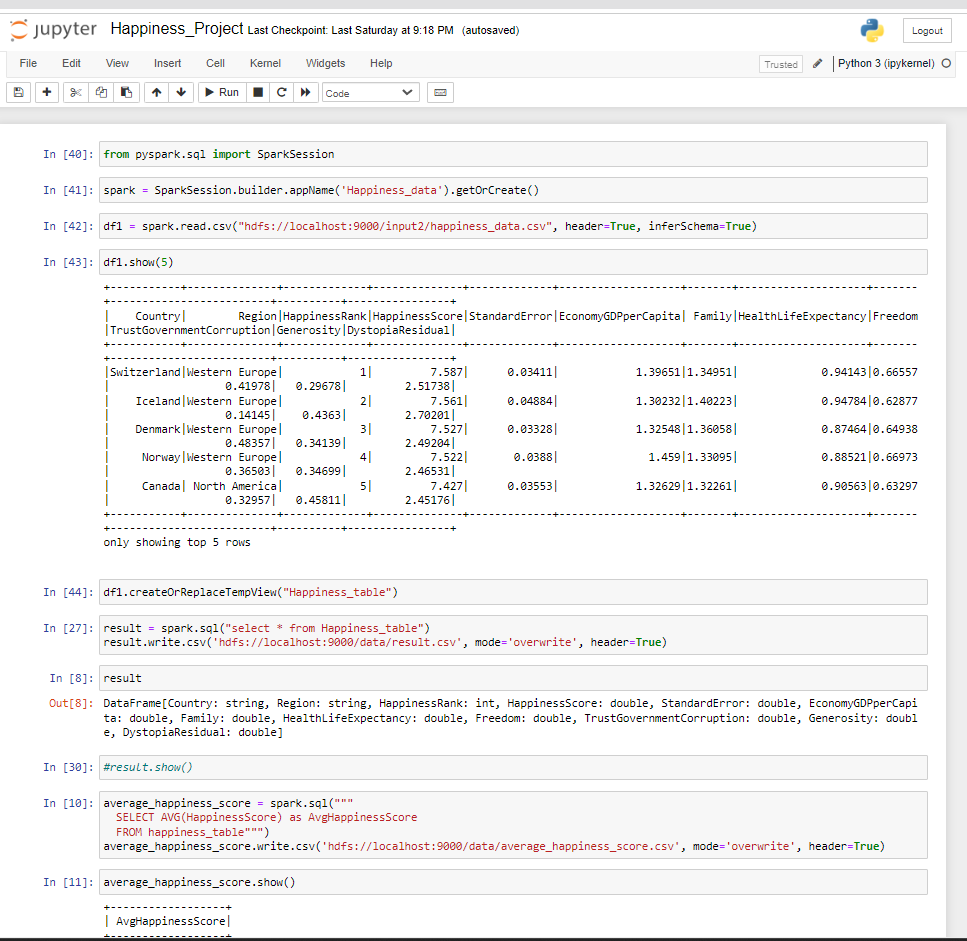 jupyter Happiness_Project Last Checkpoint: Last Saturday at 9:18 PM (autosaved)
Logout
File Edit View Insert Cell Kernel Widgets Help
Trusted Python 3 (ipykernel)
Run Code
In [40]: from pyspark.sql import SparkSession
In [41]: spark = SparkSession.builder.appName('Happiness_data').getOrCreate()
In [42]: df1 = spark.read.csv("hdfs://localhost:9000/input2/happiness_data.csv", header=True, inferSchema=True)
In [43]: df1.show(5)
+-----------+--------------+-------------+--------------+-------------+-------------------+-------+--------------------+-------
+-------------------------+----------+----------------+
|    Country|        Region|HappinessRank|HappinessScore|StandardError|EconomyGDPperCapita| Family|HealthLifeExpectancy|Freedom
|TrustGovernmentCorruption|Generosity|DystopiaResidual|
+-----------+--------------+-------------+--------------+-------------+-------------------+-------+--------------------+-------
+-------------------------+----------+----------------+
|Switzerland|Western Europe|            1|         7.587|      0.03411|            1.39651|1.34951|             0.94143|0.66557
|                  0.41978|   0.29678|         2.51738|
|    Iceland|Western Europe|            2|         7.561|      0.04884|            1.30232|1.40223|             0.94784|0.62877
|                  0.14145|    0.4363|         2.70201|
|    Denmark|Western Europe|            3|         7.527|      0.03328|            1.32548|1.36058|             0.87464|0.64938
|                  0.48357|   0.34139|         2.49204|
|     Norway|Western Europe|            4|         7.522|       0.0388|              1.459|1.33095|             0.88521|0.66973
|                  0.36503|   0.34699|         2.46531|
|     Canada| North America|            5|         7.427|      0.03553|            1.32629|1.32261|             0.90563|0.63297
|                  0.32957|   0.45811|         2.45176|
+-----------+--------------+-------------+--------------+-------------+-------------------+-------+--------------------+-------
+-------------------------+----------+----------------+
only showing top 5 rows
In [44]: df1.createOrReplaceTempView("Happiness_table")
In [27]: result = spark.sql("select * from Happiness_table")
result.write.csv('hdfs://localhost:9000/data/result.csv', mode='overwrite', header=True)
In [8]: result
Out[8]: DataFrame[Country: string, Region: string, HappinessRank: int, HappinessScore: double, StandardError: double, EconomyGDPperCapi
ta: double, Family: double, HealthLifeExpectancy: double, Freedom: double, TrustGovernmentCorruption: double, Generosity: doubl
e, DystopiaResidual: double]
In [30]: #result.show()
In [10]: average_happiness_score = spark.sql("""
SELECT AVG(HappinessScore) as AvgHappinessScore
FROM happiness_table""")
average_happiness_score.write.csv('hdfs://localhost:9000/data/average_happiness_score.csv', mode='overwrite', header=True)
In [11]: average_happiness_score.show()
+------------------+
| AvgHappinessScore|
+------------------+